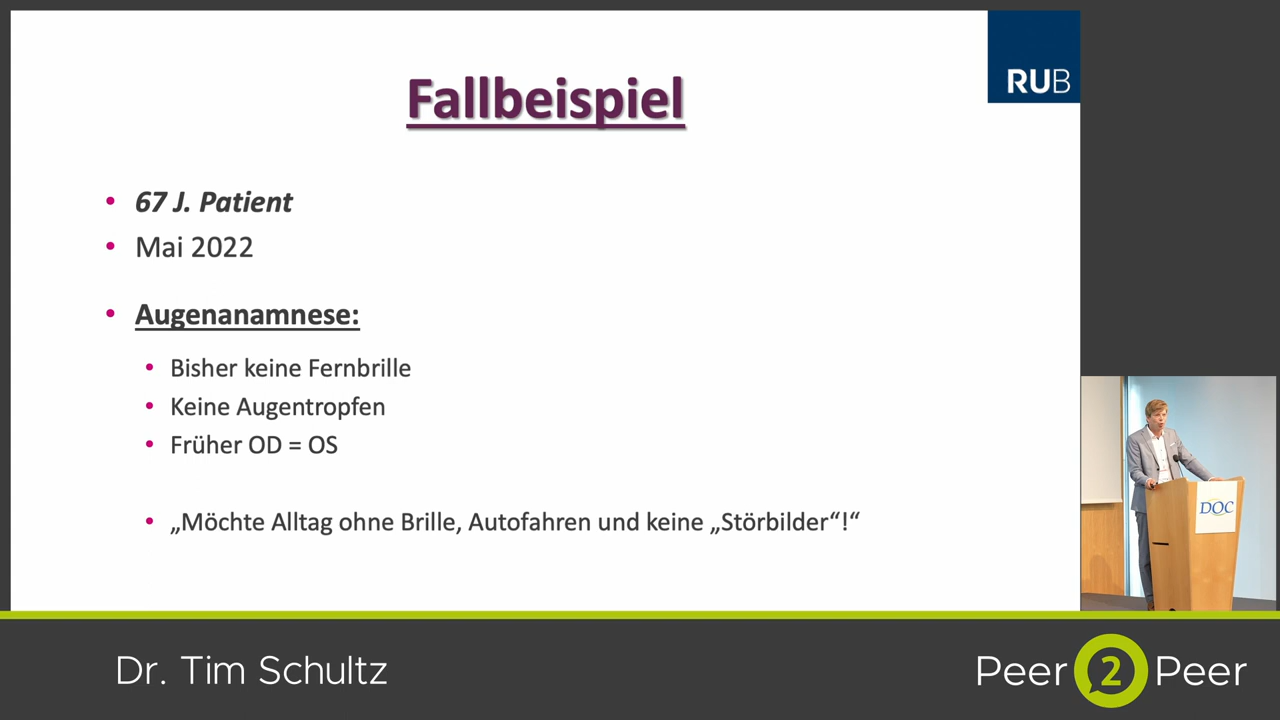 RUB
Fallbeispiel
• 67 J. Patient
• Mai 2022
• Augenanamnese:
• Bisher keine Fernbrille
• Keine Augentropfen
• Früher OD = OS
• „Möchte Alltag ohne Brille, Autofahren und keine „Störbilder“!“
DOC
Dr. Tim Schultz
Peer 2 Peer